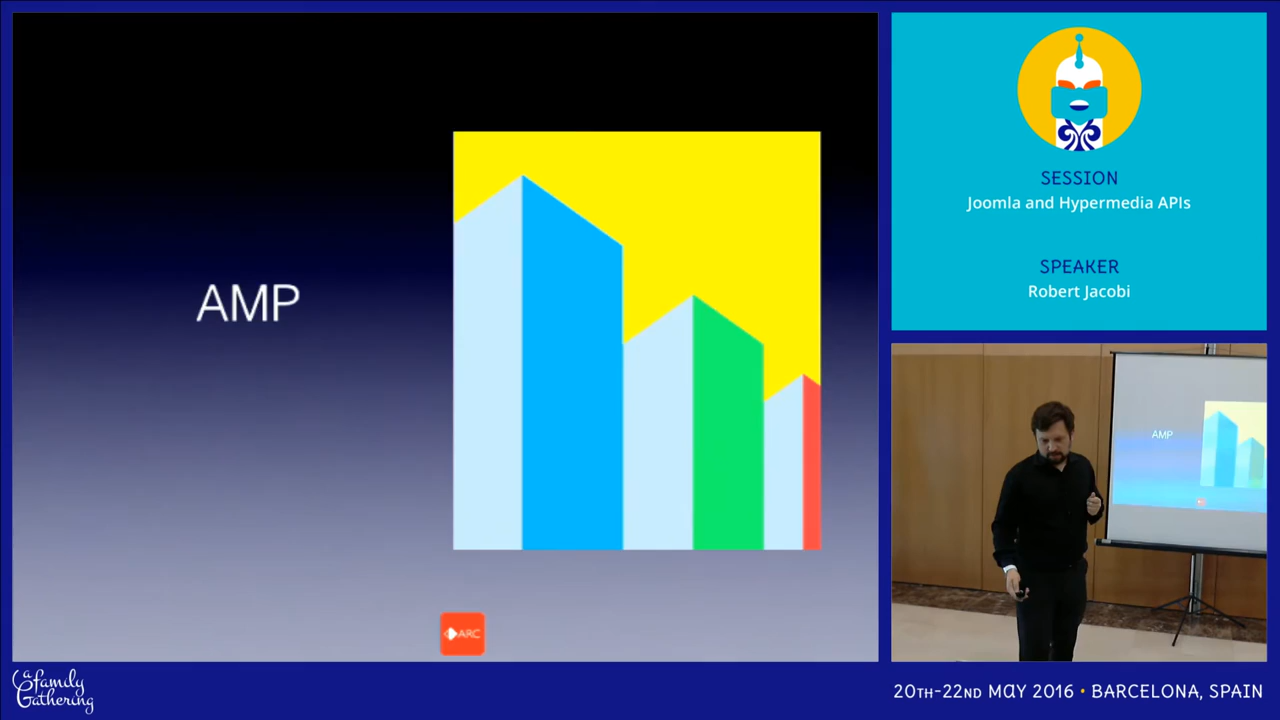 AMP
ARC
SESSION
Joomla and Hypermedia APIs
SPEAKER
Robert Jacobi
AMP
a family
Gathering
20TH-22ND MAY 2016 • BARCELONA, SPAIN